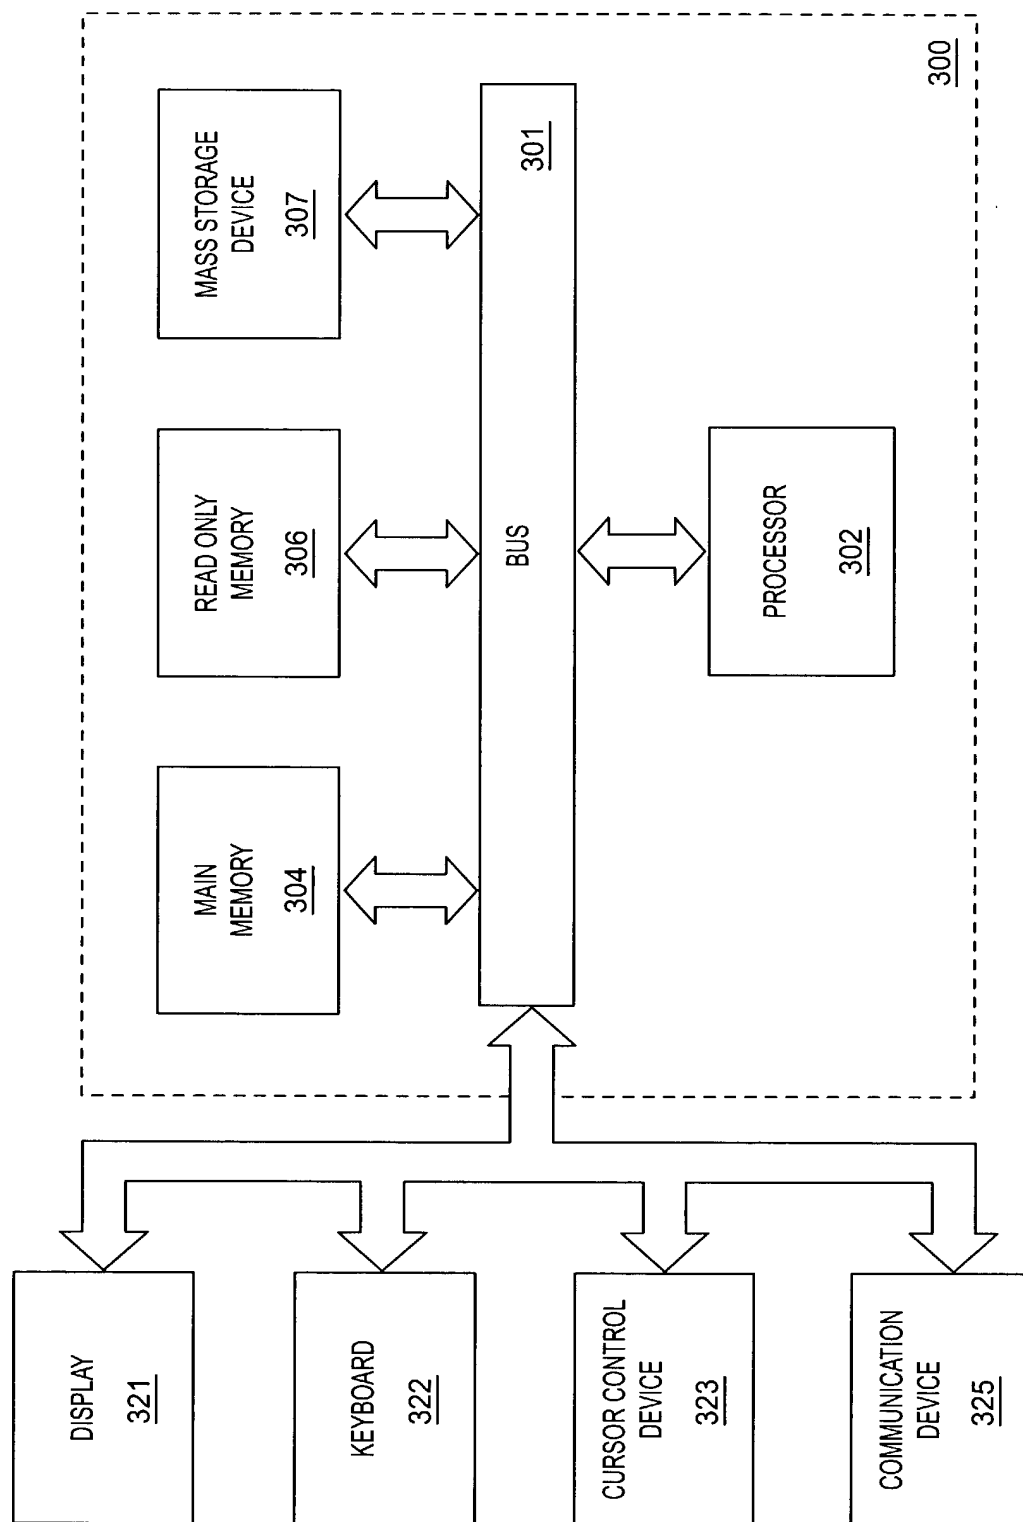 300
MASS STORAGE
DEVICE
307
READ ONLY
MEMORY
306
MAIN
MEMORY
304
BUS
301
PROCESSOR
302
DISPLAY
321
KEYBOARD
322
CURSOR CONTROL
DEVICE
323
COMMUNICATION
DEVICE
325